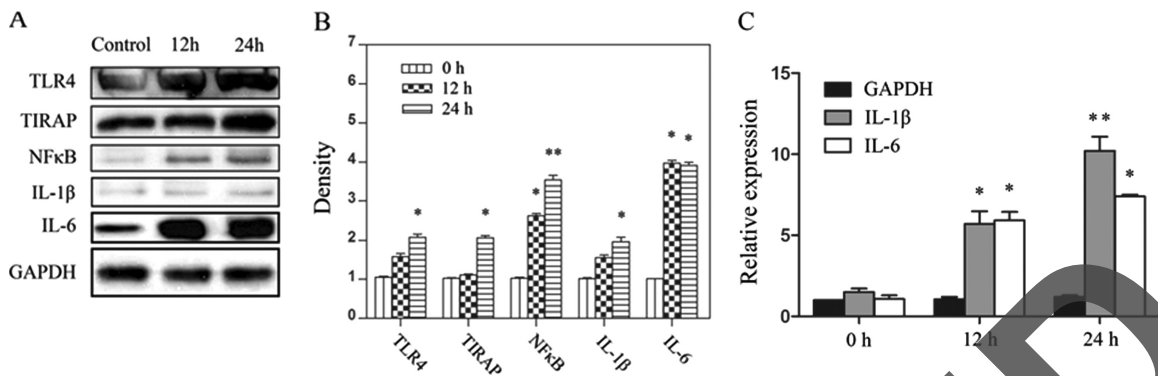 A
Control 12h 24h
TLR4
TIRAP
NFκB
IL-1β
IL-6
GAPDH
B
7
6
5
4
3
2
1
0
Density
0 h
12 h
24 h
*
*
*
**
*
*
*
TLR4
TIRAP
NFκB
IL-1β
IL-6
C
15
10
5
0
Relative expression
GAPDH
IL-1β
IL-6
*
*
**
*
0 h
12 h
24 h